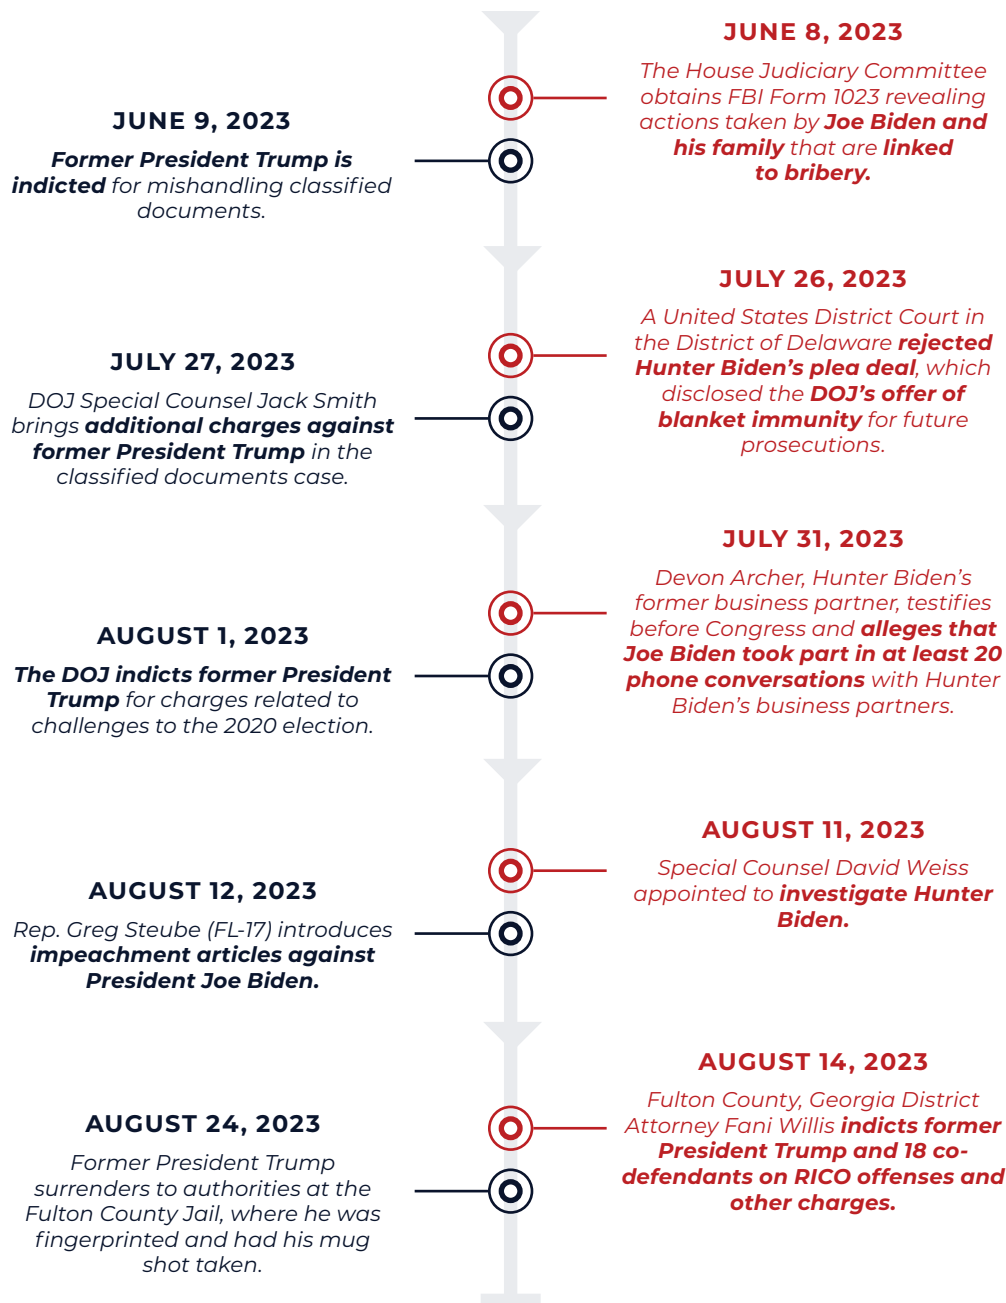 JUNE 8, 2023
The House Judiciary Committee
obtains FBI Form 1023 revealing
actions taken by Joe Biden and
his family that are linked
to bribery.
JUNE 9, 2023
Former President Trump is
indicted for mishandling classified
documents.
JULY 26, 2023
A United States District Court in
the District of Delaware rejected
Hunter Biden’s plea deal, which
disclosed the DOJ’s offer of
blanket immunity for future
prosecutions.
JULY 27, 2023
DOJ Special Counsel Jack Smith
brings additional charges against
former President Trump in the
classified documents case.
JULY 31, 2023
Devon Archer, Hunter Biden’s
former business partner, testifies
before Congress and alleges that
Joe Biden took part in at least 20
phone conversations with Hunter
Biden’s business partners.
AUGUST 1, 2023
The DOJ indicts former President
Trump for charges related to
challenges to the 2020 election.
AUGUST 11, 2023
Special Counsel David Weiss
appointed to investigate Hunter
Biden.
AUGUST 12, 2023
Rep. Greg Steube (FL-17) introduces
impeachment articles against
President Joe Biden.
AUGUST 14, 2023
Fulton County, Georgia District
Attorney Fani Willis indicts former
President Trump and 18 co-
defendants on RICO offenses and
other charges.
AUGUST 24, 2023
Former President Trump
surrenders to authorities at the
Fulton County Jail, where he was
fingerprinted and had his mug
shot taken.